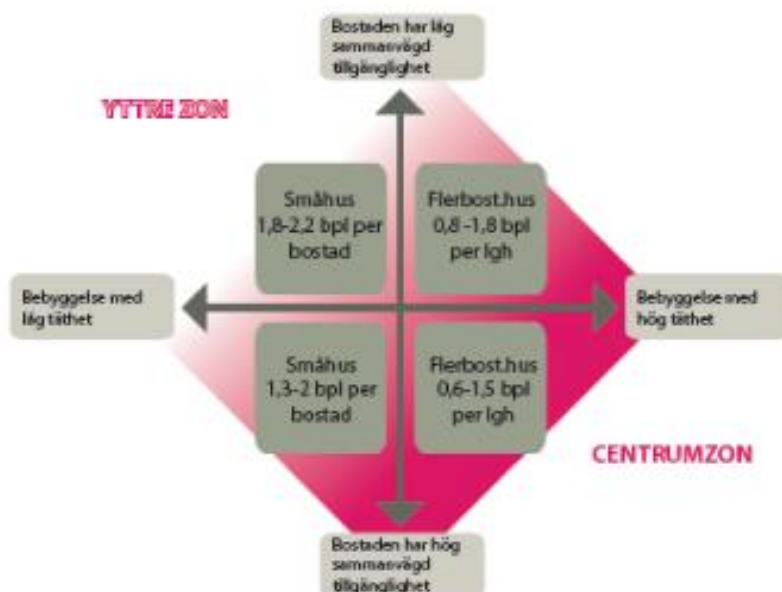 Bostaden har låg
sammanvägd
tillgänglighet
YTTRE ZON
Småhus
1,8-2,2 bpl per
bostad
Flerbost.hus
0,8 -1,8 bpl
per lgh
Bebyggelse med
låg täthet
Bebyggelse med
hög täthet
Småhus
1,3-2 bpl per
bostad
Flerbost.hus
0,6-1,5 bpl
per lgh
CENTRUMZON
Bostaden har hög
sammanvägd
tillgänglighet